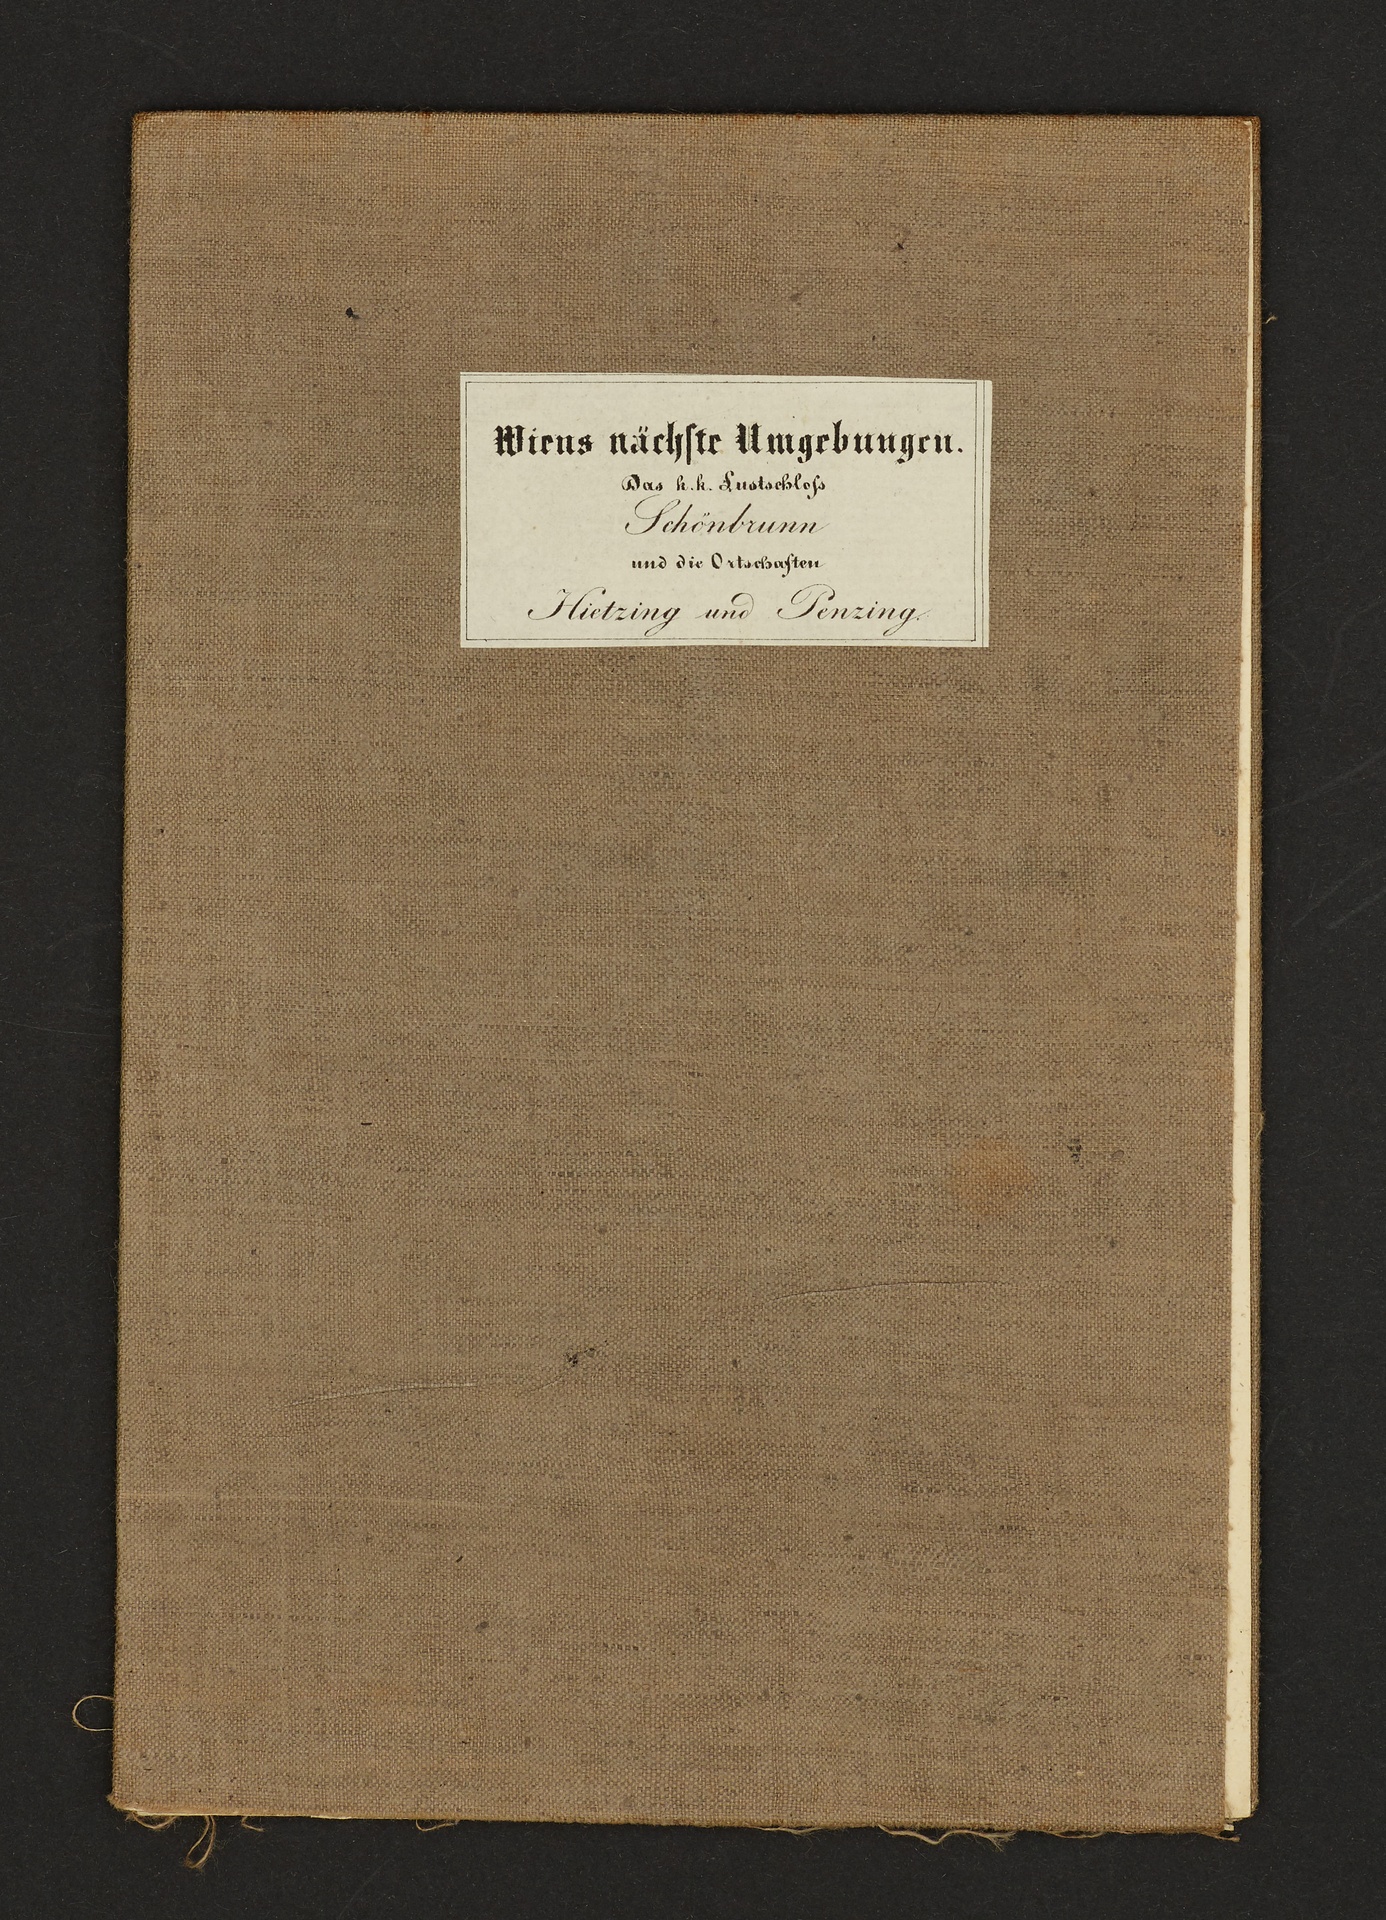 Wiens nächste Umgebungen.
Das k.k. Lustschloſs
Schönbrunn
und die Ortschaften
Hietzing und Penzing.